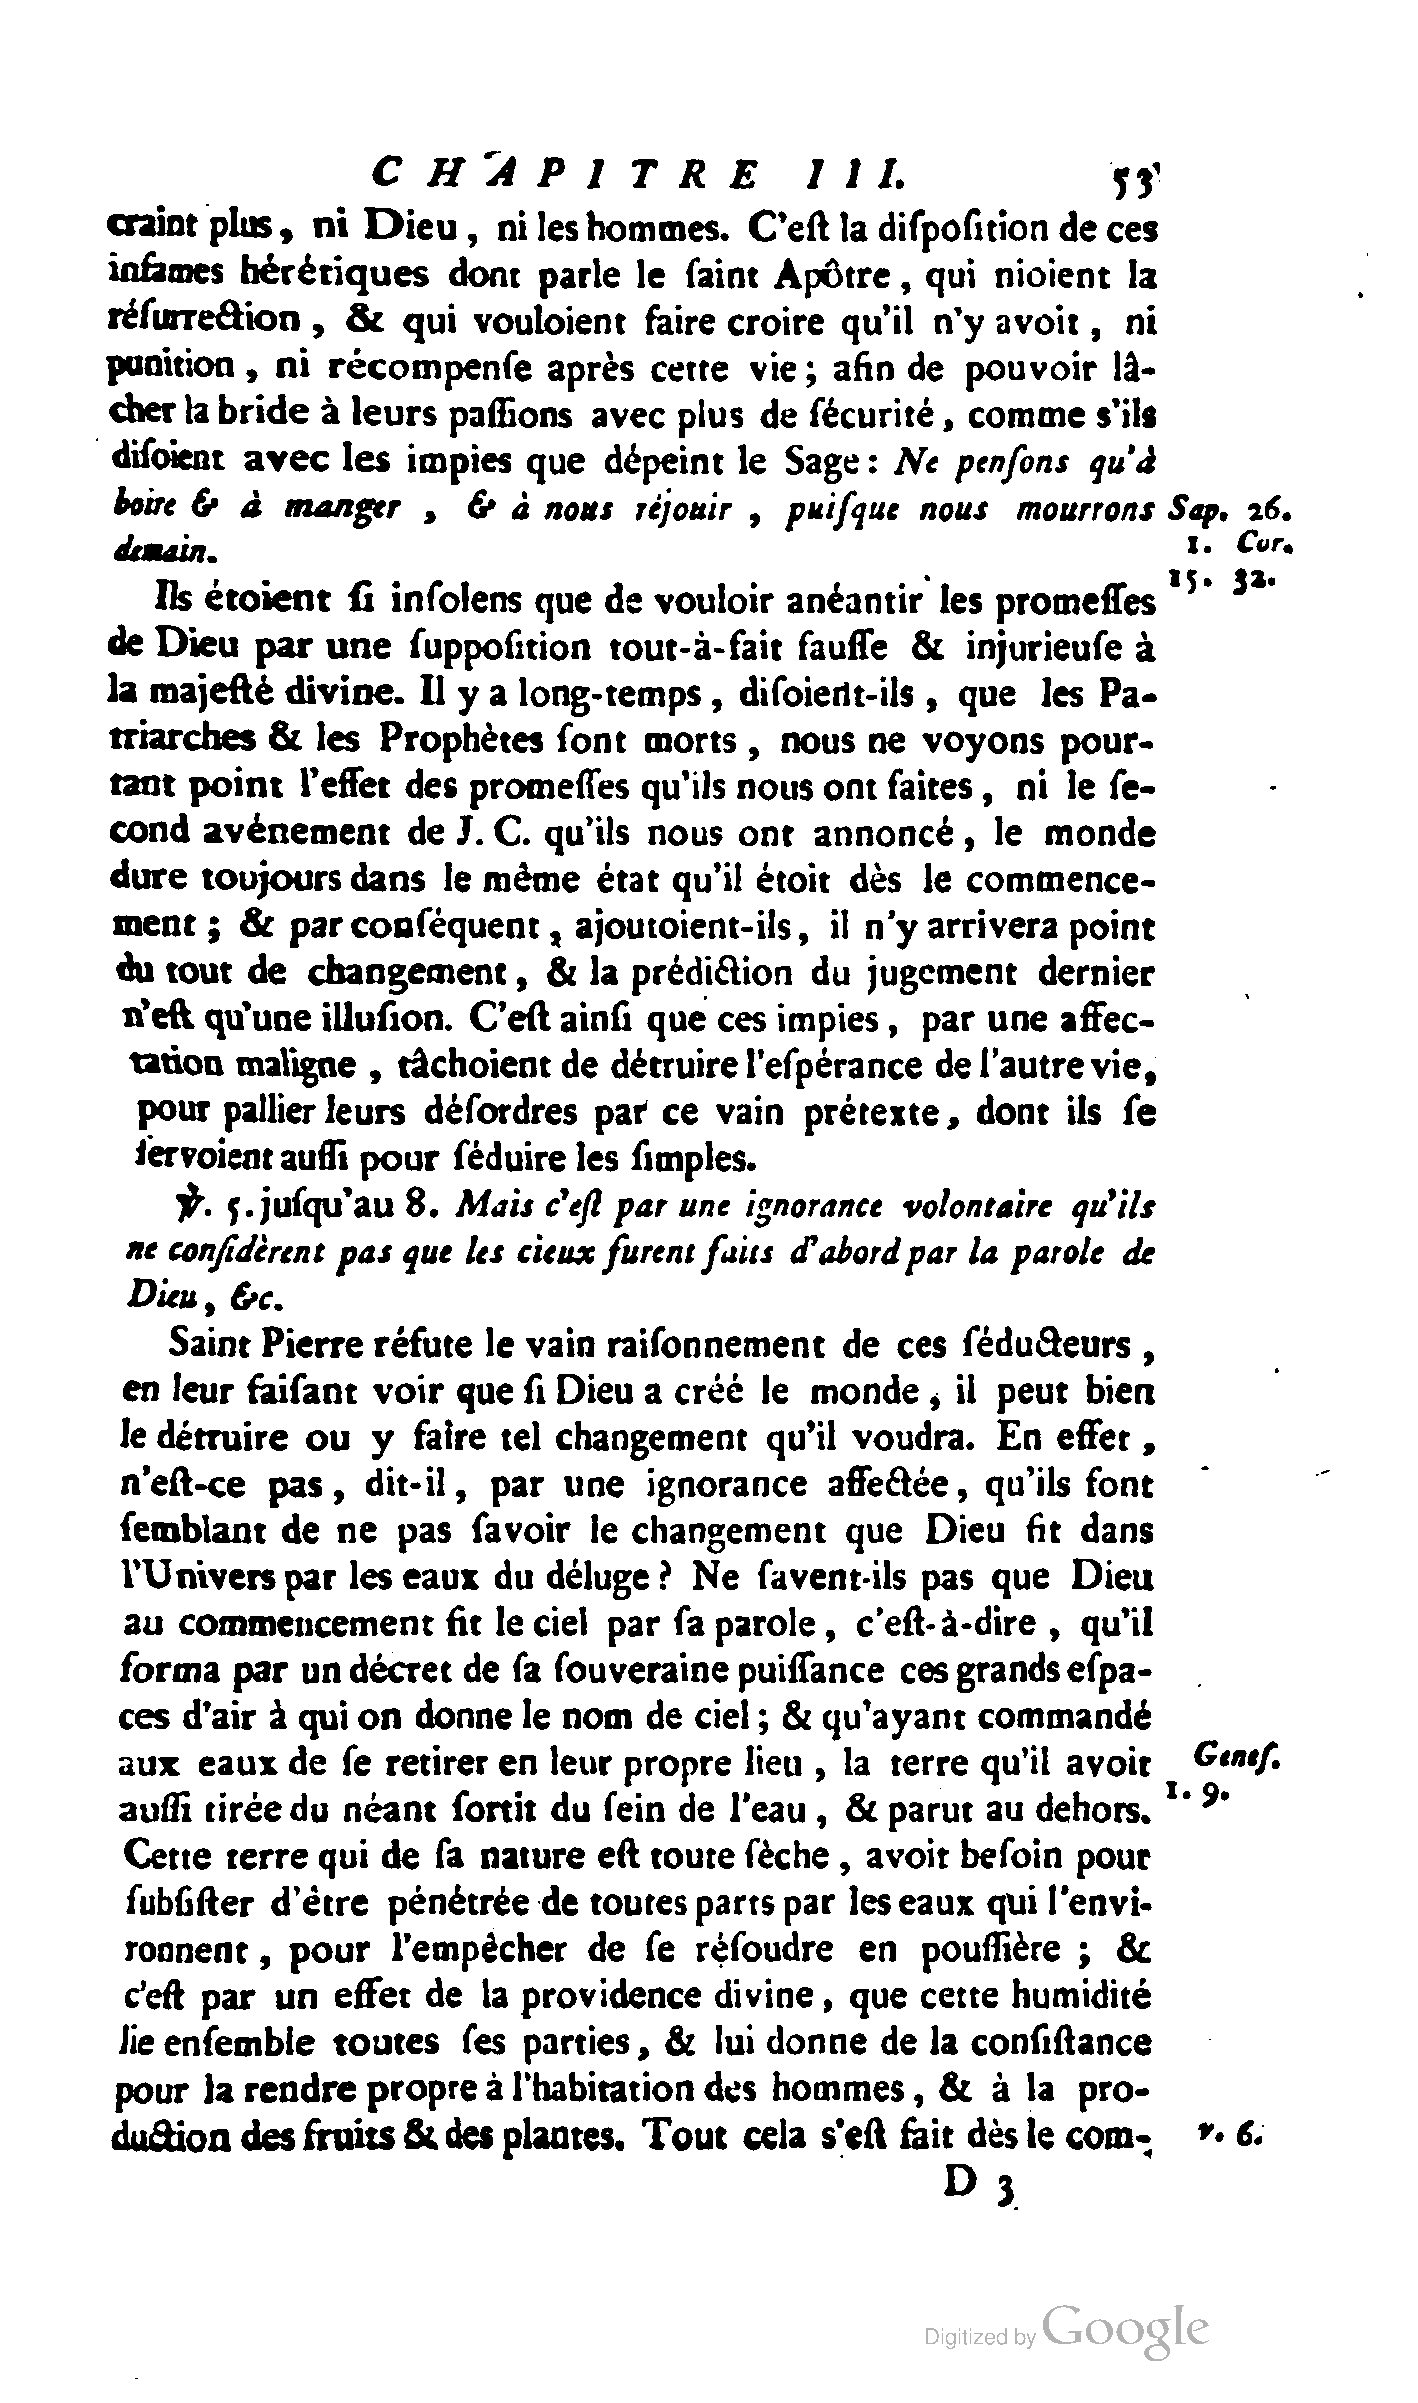 CHAPITRE III. 53
craint plus, ni Dieu, ni les hommes. C'eſt la diſpoſition de ces
infames hérétiques dont parle le ſaint Apôtre, qui nioient la
réſurrection, & qui vouloient faire croire qu'il n'y avoit, ni
punition, ni récompenſe après cette vie; afin de pouvoir lâ-
cher la bride à leurs paſſions avec plus de ſécurité, comme s'ils
diſoient avec les impies que dépeint le Sage: Ne penſons qu'à
boire & à manger, & à nous réjouir, puiſque nous mourrons Sap. 26.
demain. 1. Cor.
15. 32.
Ils étoient ſi inſolens que de vouloir anéantir les promeſſes
de Dieu par une ſuppoſition tout-à-fait fauſſe & injurieuſe à
la majeſté divine. Il y a long-temps, diſoient-ils, que les Pa-
triarches & les Prophètes ſont morts, nous ne voyons pour-
tant point l'effet des promeſſes qu'ils nous ont faites, ni le ſe-
cond avénement de J. C. qu'ils nous ont annoncé, le monde
dure toujours dans le même état qu'il étoit dès le commence-
ment; & par conſéquent, ajoutoient-ils, il n'y arrivera point
du tout de changement, & la prédiction du jugement dernier
n'eſt qu'une illuſion. C'eſt ainſi que ces impies, par une affec-
tation maligne, tâchoient de détruire l'eſpérance de l'autre vie,
pour pallier leurs déſordres par ce vain prétexte, dont ils ſe
ſervoient auſſi pour ſéduire les ſimples.
℣. 5. juſqu'au 8. Mais c'eſt par une ignorance volontaire qu'ils
ne conſidèrent pas que les cieux furent faits d'abord par la parole de
Dieu, &c.
Saint Pierre réfute le vain raiſonnement de ces ſéducteurs,
en leur faiſant voir que ſi Dieu a créé le monde, il peut bien
le détruire ou y faire tel changement qu'il voudra. En effet,
n'eſt-ce pas, dit-il, par une ignorance affectée, qu'ils font
ſemblant de ne pas ſavoir le changement que Dieu fit dans
l'Univers par les eaux du déluge? Ne ſavent-ils pas que Dieu
au commencement fit le ciel par ſa parole, c'eſt-à-dire, qu'il
forma par un décret de ſa ſouveraine puiſſance ces grands eſpa-
ces d'air à qui on donne le nom de ciel; & qu'ayant commandé
aux eaux de ſe retirer en leur propre lieu, la terre qu'il avoit Geneſ.
auſſi tirée du néant ſortit du ſein de l'eau, & parut au dehors. 1. 9.
Cette terre qui de ſa nature eſt toute ſèche, avoit beſoin pour
ſubſiſter d'être pénétrée de toutes parts par les eaux qui l'envi-
ronnent, pour l'empêcher de ſe réſoudre en pouſſière; &
c'eſt par un effet de la providence divine, que cette humidité
lie enſemble toutes ſes parties, & lui donne de la conſiſtance
pour la rendre propre à l'habitation des hommes, & à la pro-
duction des fruits & des plantes. Tout cela s'eſt fait dès le com- v. 6.
D 3
Digitized by Google